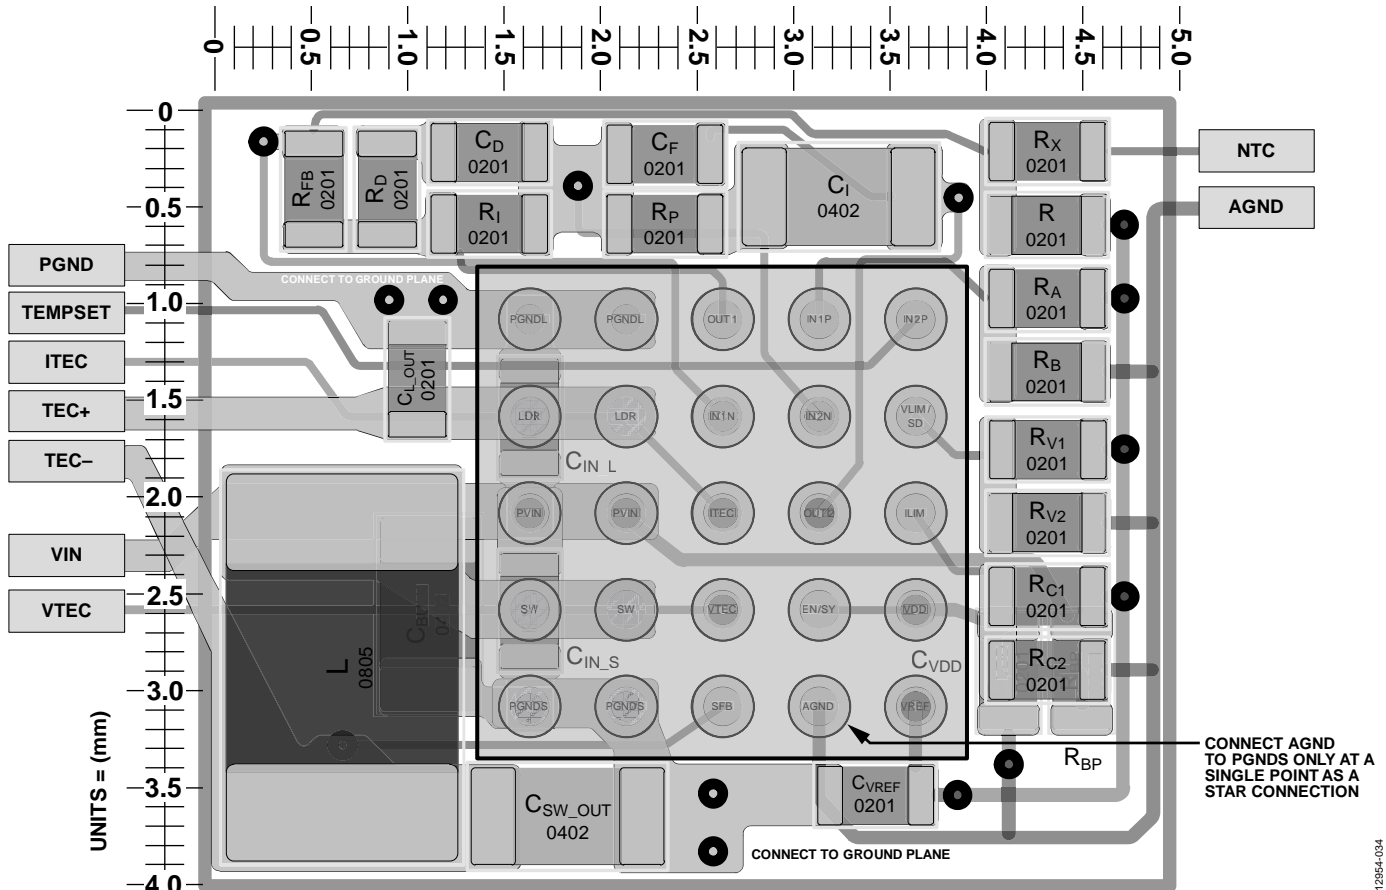 0 0.5 1.0 1.5 2.0 2.5 3.0 3.5 4.0 4.5 5.0
0
0.5
1.0
1.5
2.0
2.5
3.0
3.5
4.0
UNITS = (mm)
PGND
TEMPSET
ITEC
TEC+
TEC–
VIN
VTEC
NTC
AGND
RFB
0201
RD
0201
CD
0201
RI
0201
CF
0201
RP
0201
CI
0402
RX
0201
R
0201
RA
0201
RB
0201
RV1
0201
RV2
0201
RC1
0201
RC2
0201
CONNECT TO GROUND PLANE
CL_OUT
0201
PGNDL PGNDL OUT1 IN1P IN2P
LDR LDR IN1N IN2N VLIM/
SD
CIN_L
PVIN PVIN ITEC OUT2 ILIM
SW SW VTEC EN/SY VDD
CIN_S
CVDD
PGNDS PGNDS SFB AGND VREF
L
0805
CSW_OUT
0402
CVREF
0201
RBP
CONNECT AGND
TO PGNDS ONLY AT A
SINGLE POINT AS A
STAR CONNECTION
CONNECT TO GROUND PLANE
12954-034